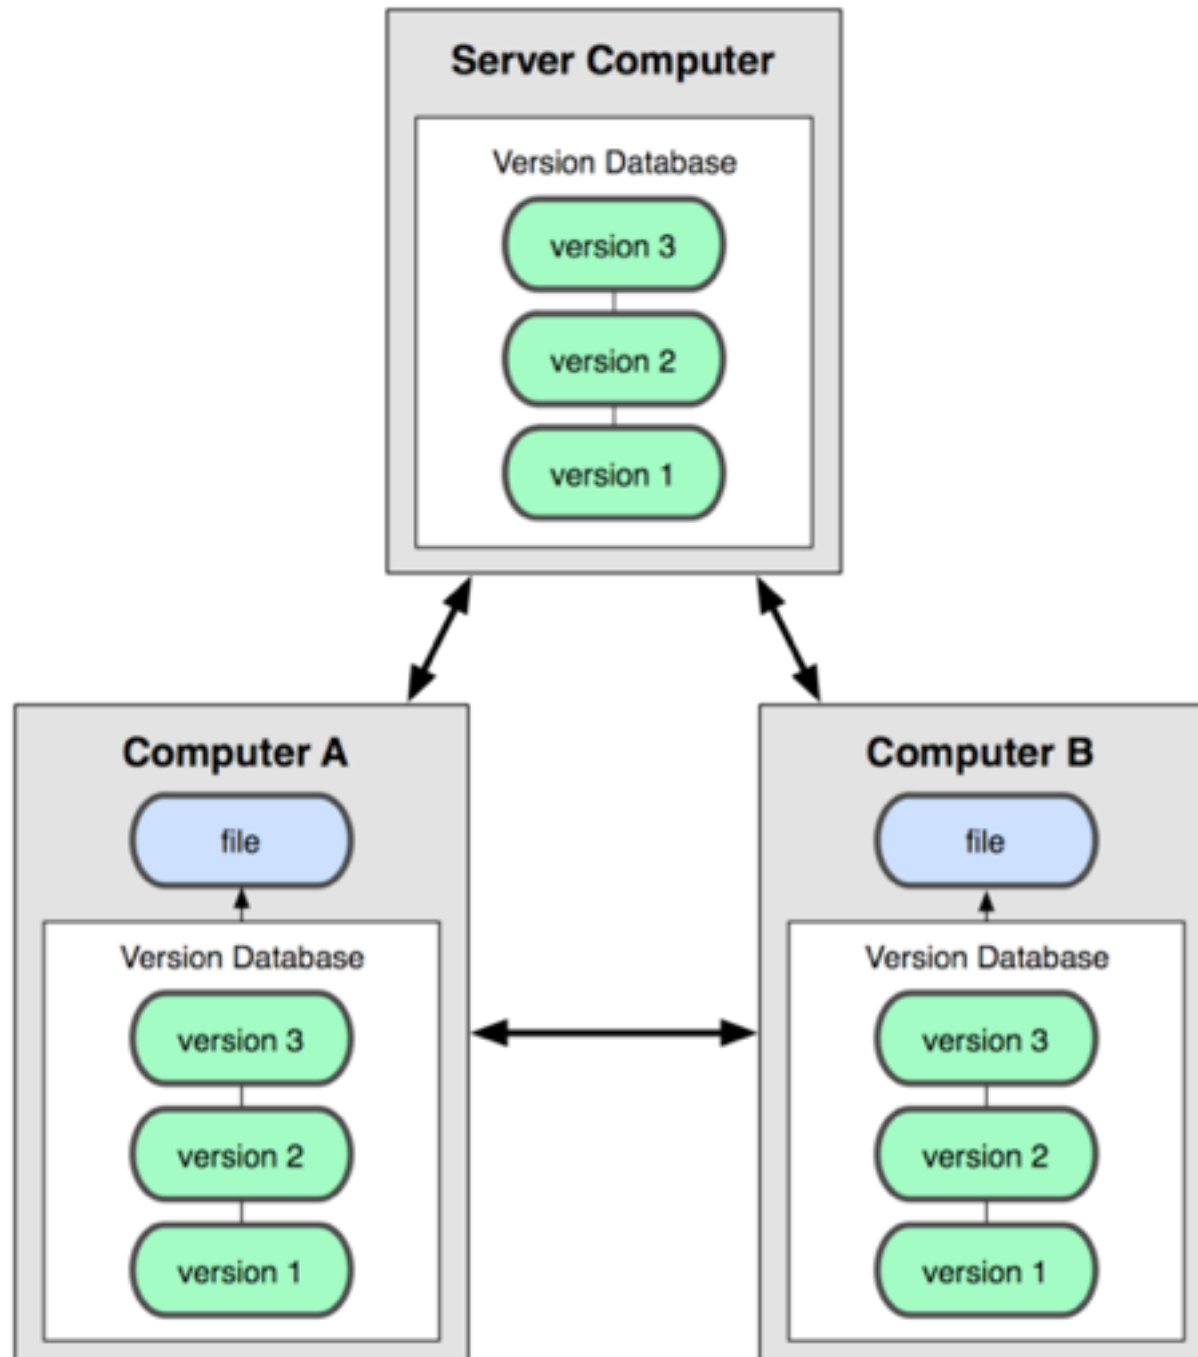 Server Computer
Version Database
version 3
version 2
version 1
Computer A
file
Version Database
version 3
version 2
version 1
Computer B
file
Version Database
version 3
version 2
version 1